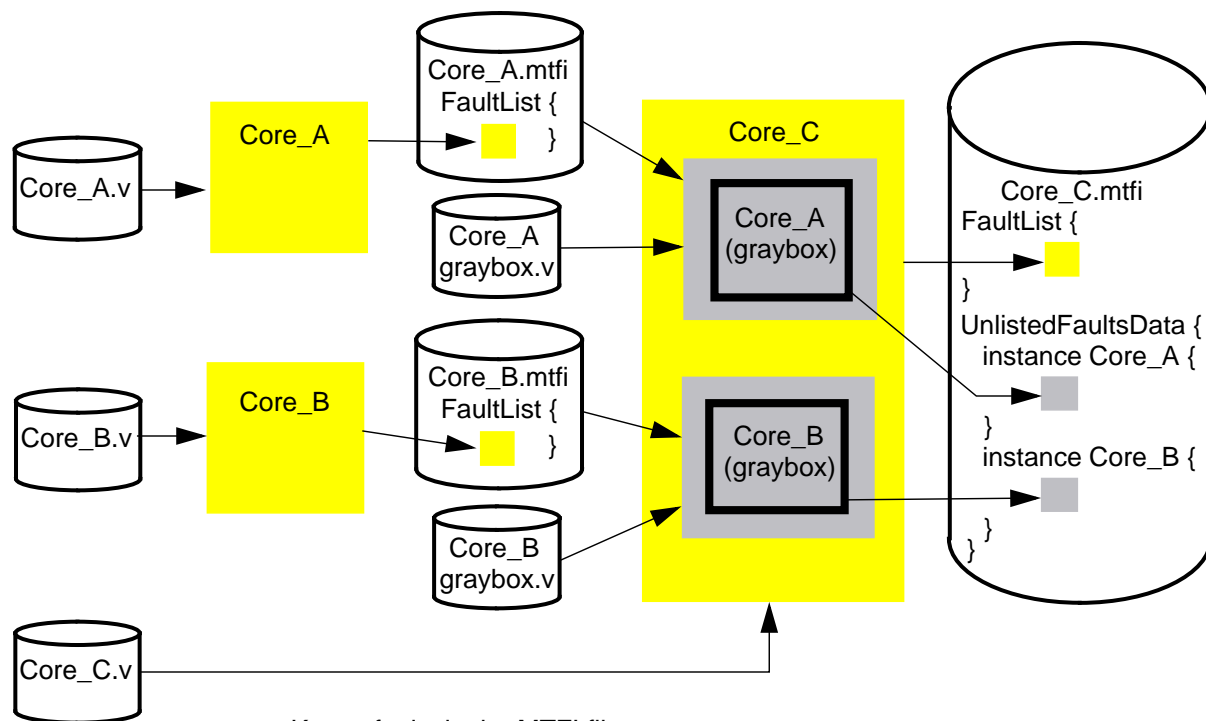 Core_A.v
Core_A
Core_A.mtfi
FaultList {
}
Core_A
graybox.v
Core_B.v
Core_B
Core_B.mtfi
FaultList {
}
Core_B
graybox.v
Core_C.v
Core_C
Core_A
(graybox)
Core_B
(graybox)
Core_C.mtfi
FaultList {
}
UnlistedFaultsData {
instance Core_A {
}
instance Core_B {
}
}